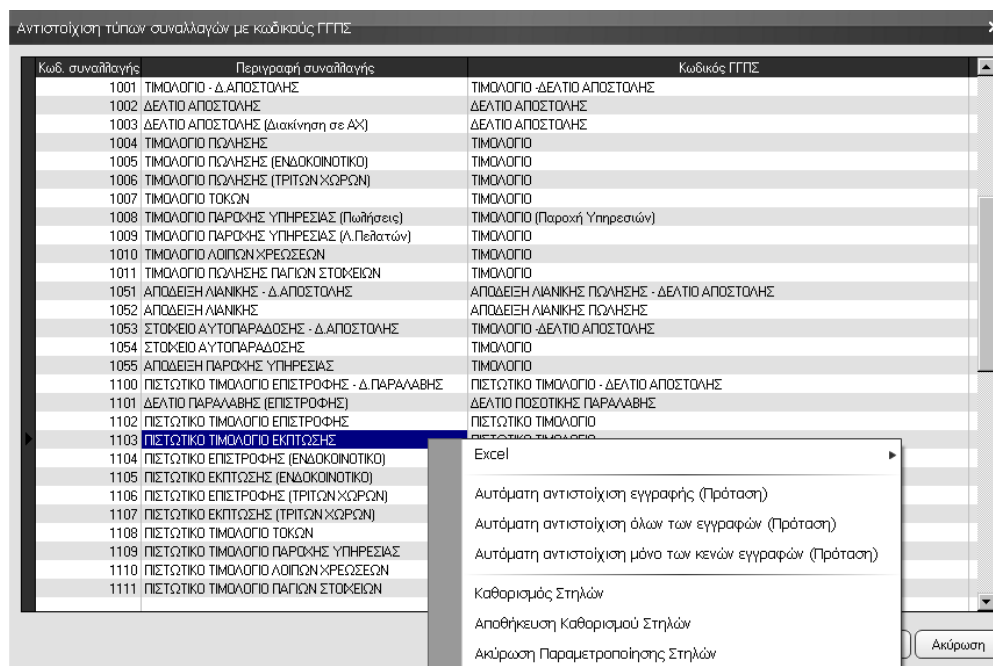 Αντιστοίχιση τύπων συναλλαγών με κωδικούς ΓΓΠΣ
Κωδ. συναλλαγής Περιγραφή συναλλαγής Κωδικός ΓΓΠΣ
1001 ΤΙΜΟΛΟΓΙΟ - Δ.ΑΠΟΣΤΟΛΗΣ ΤΙΜΟΛΟΓΙΟ -ΔΕΛΤΙΟ ΑΠΟΣΤΟΛΗΣ
1002 ΔΕΛΤΙΟ ΑΠΟΣΤΟΛΗΣ ΔΕΛΤΙΟ ΑΠΟΣΤΟΛΗΣ
1003 ΔΕΛΤΙΟ ΑΠΟΣΤΟΛΗΣ (Διακίνηση σε ΑΧ) ΔΕΛΤΙΟ ΑΠΟΣΤΟΛΗΣ
1004 ΤΙΜΟΛΟΓΙΟ ΠΩΛΗΣΗΣ ΤΙΜΟΛΟΓΙΟ
1005 ΤΙΜΟΛΟΓΙΟ ΠΩΛΗΣΗΣ (ΕΝΔΟΚΟΙΝΟΤΙΚΟ) ΤΙΜΟΛΟΓΙΟ
1006 ΤΙΜΟΛΟΓΙΟ ΠΩΛΗΣΗΣ (ΤΡΙΤΩΝ ΧΩΡΩΝ) ΤΙΜΟΛΟΓΙΟ
1007 ΤΙΜΟΛΟΓΙΟ ΤΟΚΩΝ ΤΙΜΟΛΟΓΙΟ
1008 ΤΙΜΟΛΟΓΙΟ ΠΑΡΟΧΗΣ ΥΠΗΡΕΣΙΑΣ (Πωλήσεις) ΤΙΜΟΛΟΓΙΟ (Παροχή Υπηρεσιών)
1009 ΤΙΜΟΛΟΓΙΟ ΠΑΡΟΧΗΣ ΥΠΗΡΕΣΙΑΣ (Λ.Πελατών) ΤΙΜΟΛΟΓΙΟ
1010 ΤΙΜΟΛΟΓΙΟ ΛΟΙΠΩΝ ΧΡΕΩΣΕΩΝ ΤΙΜΟΛΟΓΙΟ
1011 ΤΙΜΟΛΟΓΙΟ ΠΩΛΗΣΗΣ ΠΑΓΙΩΝ ΣΤΟΙΧΕΙΩΝ ΤΙΜΟΛΟΓΙΟ
1051 ΑΠΟΔΕΙΞΗ ΛΙΑΝΙΚΗΣ - Δ.ΑΠΟΣΤΟΛΗΣ ΑΠΟΔΕΙΞΗ ΛΙΑΝΙΚΗΣ ΠΩΛΗΣΗΣ - ΔΕΛΤΙΟ ΑΠΟΣΤΟΛΗΣ
1052 ΑΠΟΔΕΙΞΗ ΛΙΑΝΙΚΗΣ ΑΠΟΔΕΙΞΗ ΛΙΑΝΙΚΗΣ ΠΩΛΗΣΗΣ
1053 ΣΤΟΙΧΕΙΟ ΑΥΤΟΠΑΡΑΔΟΣΗΣ - Δ.ΑΠΟΣΤΟΛΗΣ ΤΙΜΟΛΟΓΙΟ -ΔΕΛΤΙΟ ΑΠΟΣΤΟΛΗΣ
1054 ΣΤΟΙΧΕΙΟ ΑΥΤΟΠΑΡΑΔΟΣΗΣ ΤΙΜΟΛΟΓΙΟ
1055 ΑΠΟΔΕΙΞΗ ΠΑΡΟΧΗΣ ΥΠΗΡΕΣΙΑΣ ΤΙΜΟΛΟΓΙΟ
1100 ΠΙΣΤΩΤΙΚΟ ΤΙΜΟΛΟΓΙΟ ΕΠΙΣΤΡΟΦΗΣ - Δ.ΠΑΡΑΛΑΒΗΣ ΠΙΣΤΩΤΙΚΟ ΤΙΜΟΛΟΓΙΟ - ΔΕΛΤΙΟ ΑΠΟΣΤΟΛΗΣ
1101 ΔΕΛΤΙΟ ΠΑΡΑΛΑΒΗΣ (ΕΠΙΣΤΡΟΦΗΣ) ΔΕΛΤΙΟ ΠΟΣΟΤΙΚΗΣ ΠΑΡΑΛΑΒΗΣ
1102 ΠΙΣΤΩΤΙΚΟ ΤΙΜΟΛΟΓΙΟ ΕΠΙΣΤΡΟΦΗΣ ΠΙΣΤΩΤΙΚΟ ΤΙΜΟΛΟΓΙΟ
1103 ΠΙΣΤΩΤΙΚΟ ΤΙΜΟΛΟΓΙΟ ΕΚΠΤΩΣΗΣ
1104 ΠΙΣΤΩΤΙΚΟ ΕΠΙΣΤΡΟΦΗΣ (ΕΝΔΟΚΟΙΝΟΤΙΚΟ)
1105 ΠΙΣΤΩΤΙΚΟ ΕΚΠΤΩΣΗΣ (ΕΝΔΟΚΟΙΝΟΤΙΚΟ)
1106 ΠΙΣΤΩΤΙΚΟ ΕΠΙΣΤΡΟΦΗΣ (ΤΡΙΤΩΝ ΧΩΡΩΝ)
1107 ΠΙΣΤΩΤΙΚΟ ΕΚΠΤΩΣΗΣ (ΤΡΙΤΩΝ ΧΩΡΩΝ)
1108 ΠΙΣΤΩΤΙΚΟ ΤΙΜΟΛΟΓΙΟ ΤΟΚΩΝ
1109 ΠΙΣΤΩΤΙΚΟ ΤΙΜΟΛΟΓΙΟ ΠΑΡΟΧΗΣ ΥΠΗΡΕΣΙΑΣ
1110 ΠΙΣΤΩΤΙΚΟ ΤΙΜΟΛΟΓΙΟ ΛΟΙΠΩΝ ΧΡΕΩΣΕΩΝ
1111 ΠΙΣΤΩΤΙΚΟ ΤΙΜΟΛΟΓΙΟ ΠΑΓΙΩΝ ΣΤΟΙΧΕΙΩΝ
Excel
Αυτόματη αντιστοίχιση εγγραφής (Πρόταση)
Αυτόματη αντιστοίχιση όλων των εγγραφών (Πρόταση)
Αυτόματη αντιστοίχιση μόνο των κενών εγγραφών (Πρόταση)
Καθορισμός Στηλών
Αποθήκευση Καθορισμού Στηλών
Ακύρωση Παραμετροποίησης Στηλών
Ακύρωση